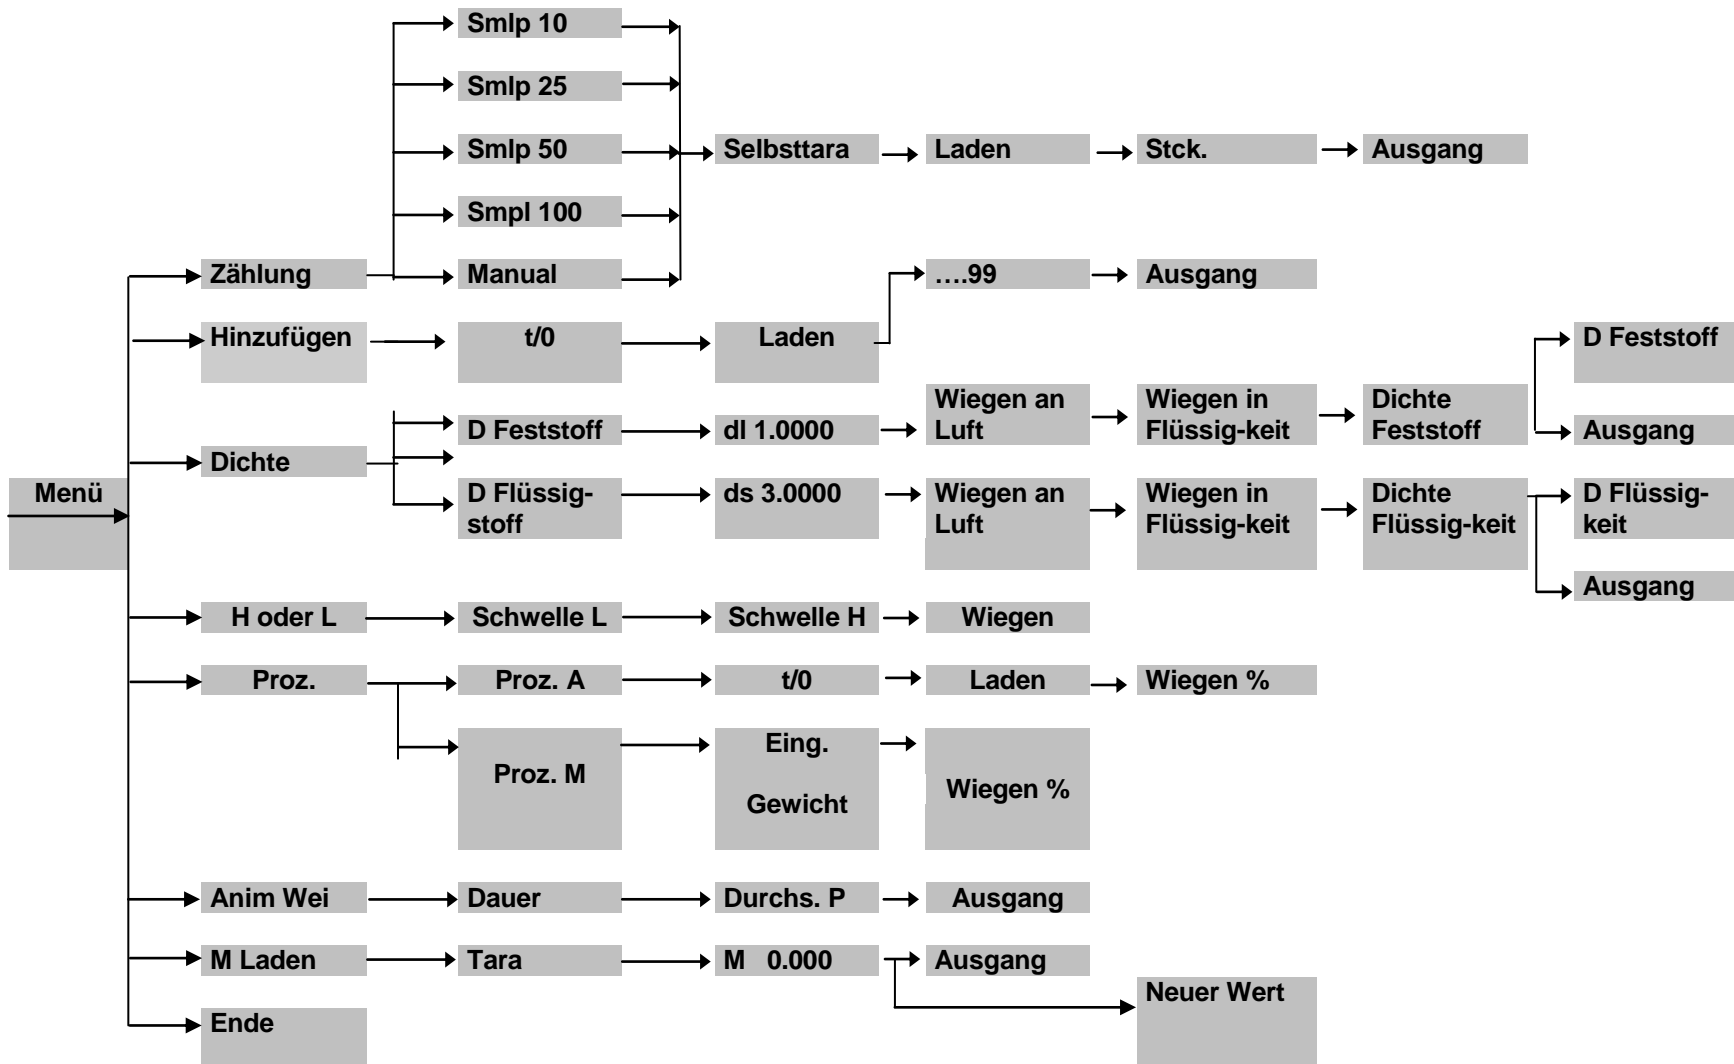 Smlp 10
Smlp 25
Smlp 50
Selbsttara
Laden
Stck.
Ausgang
Smpl 100
Zählung
Manual
….99
Ausgang
Hinzufügen
t/0
Laden
D Feststoff
D Feststoff
dl 1.0000
Wiegen an
Luft
Wiegen in
Flüssig-keit
Dichte
Feststoff
Ausgang
Dichte
Menü
D Flüssig-
stoff
ds 3.0000
Wiegen an
Luft
Wiegen in
Flüssig-keit
Dichte
Flüssig-keit
D Flüssig-
keit
Ausgang
H oder L
Schwelle L
Schwelle H
Wiegen
Proz.
Proz. A
t/0
Laden
Wiegen %
Proz. M
Eing.
Gewicht
Wiegen %
Anim Wei
Dauer
Durchs. P
Ausgang
M Laden
Tara
M 0.000
Ausgang
Neuer Wert
Ende